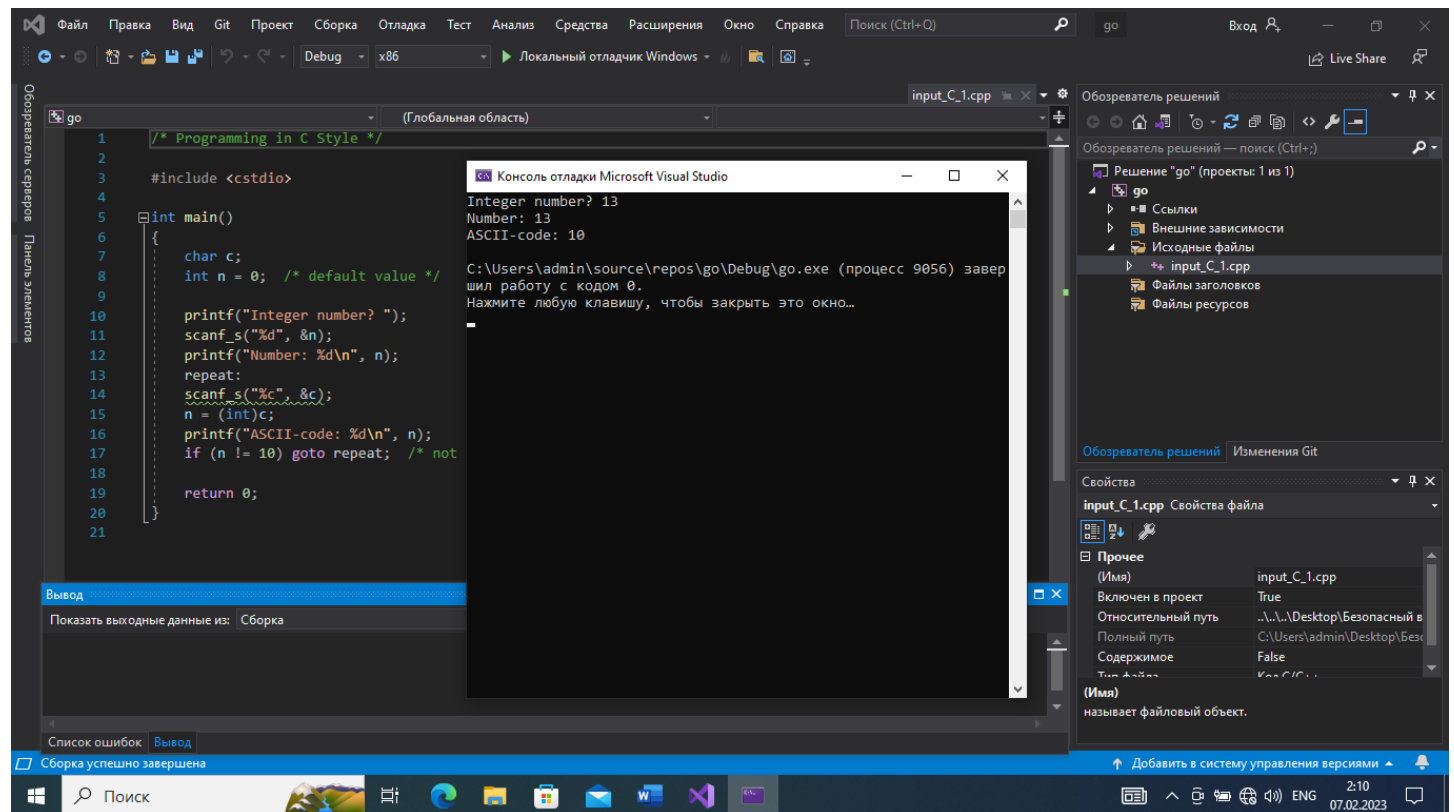 Файл Правка Вид Git Проект Сборка Отладка Тест Анализ Средства Расширения Окно Справка Поиск (Ctrl+Q) go Вход
Debug x86 Локальный отладчик Windows Live Share
Обозреватель серверов
Панель элементов
input_C_1.cpp
go (Глобальная область)
1 /* Programming in C Style */
2
3 #include <cstdio>
4
5 int main()
6 {
7 char c;
8 int n = 0; /* default value */
9
10 printf("Integer number? ");
11 scanf_s("%d", &n);
12 printf("Number: %d\n", n);
13 repeat:
14 scanf_s("%c", &c);
15 n = (int)c;
16 printf("ASCII-code: %d\n", n);
17 if (n != 10) goto repeat; /* not
18
19 return 0;
20 }
21
Консоль отладки Microsoft Visual Studio
Integer number? 13
Number: 13
ASCII-code: 10
C:\Users\admin\source\repos\go\Debug\go.exe (процесс 9056) завер
шил работу с кодом 0.
Нажмите любую клавишу, чтобы закрыть это окно…
Вывод
Показать выходные данные из: Сборка
Список ошибок Вывод
Обозреватель решений
Обозреватель решений — поиск (Ctrl+;)
Решение "go" (проекты: 1 из 1)
go
Ссылки
Внешние зависимости
Исходные файлы
input_C_1.cpp
Файлы заголовков
Файлы ресурсов
Обозреватель решений Изменения Git
Свойства
input_C_1.cpp Свойства файла
Прочее
(Имя) input_C_1.cpp
Включен в проект True
Относительный путь ..\..\..\Desktop\Безопасный в
Полный путь C:\Users\admin\Desktop\Безо
Содержимое False
(Имя)
называет файловый объект.
Сборка успешно завершена Добавить в систему управления версиями
Поиск ENG 2:10
07.02.2023